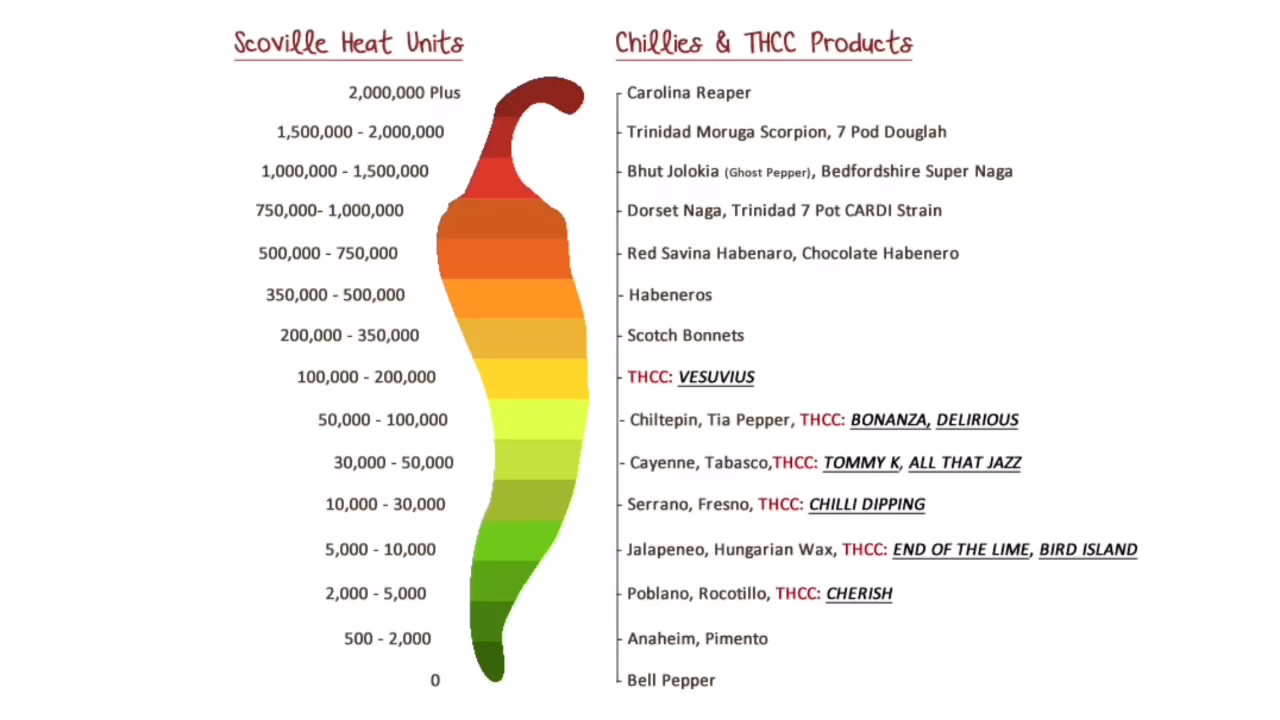 Scoville Heat Units Chillies & THCC Products
2,000,000 Plus Carolina Reaper
1,500,000 - 2,000,000 Trinidad Moruga Scorpion, 7 Pod Douglah
1,000,000 - 1,500,000 Bhut Jolokia (Ghost Pepper), Bedfordshire Super Naga
750,000- 1,000,000 Dorset Naga, Trinidad 7 Pot CARDI Strain
500,000 - 750,000 Red Savina Habenaro, Chocolate Habenero
350,000 - 500,000 - Habeneros
200,000 - 350,000 Scotch Bonnets
100,000 - 200,000 - THCC: VESUVIUS
50,000 - 100,000 - Chiltepin, Tia Pepper, THCC: BONANZA, DELIRIOUS
30,000 - 50,000 - Cayenne, Tabasco,THCC: TOMMY K, ALL THAT JAZZ
10,000 - 30,000 Serrano, Fresno, THCC: CHILLI DIPPING
5,000 - 10,000 Jalapeneo, Hungarian Wax, THCC: END OF THE LIME, BIRD ISLAND
2,000 - 5,000 Poblano, Rocotillo, THCC: CHERISH
500 - 2,000 Anaheim, Pimento
0 Bell Pepper